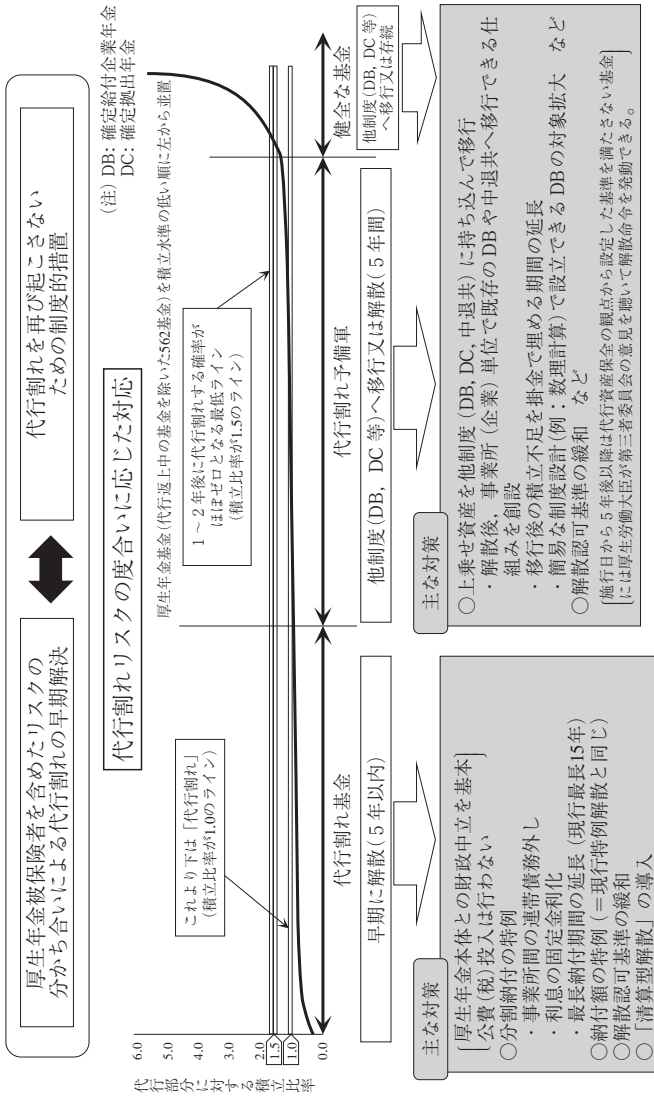 厚生年金被保険者を含めたリスクの
分かち合いによる代行割れの早期解決
代行割れを再び起こさない
ための制度的措置
(注) DB: 確定給付企業年金
DC: 確定拠出年金
代行割れリスクの度合いに応じた対応
厚生年金基金(代行返上中の基金を除いた562基金)を積立水準の低い順に左から並置
代行部分に対する積立比率
6.0
5.0
4.0
3.0
2.0
1.5
1.0
0.0
これより下は「代行割れ」
(積立比率が1.0のライン)
1～2年後に代行割れする確率が
ほぼゼロとなる最低ライン
(積立比率が1.5のライン)
代行割れ基金
代行割れ予備軍
健全な基金
早期に解散(5年以内)
他制度(DB, DC等)へ移行又は解散(5年間)
他制度(DB, DC等)
へ移行又は存続
主な対策
[厚生年金本体との財政中立を基本
公費(税)投入は行わない]
○分割納付の特例
・事業所間の連帯債務外し
・利息の固定金利化
・最長納付期間の延長(現行最長15年)
○納付額の特例(=現行特例解散と同じ)
○解散認可基準の緩和
○「清算型解散」の導入
主な対策
○上乗せ資産を他制度(DB, DC, 中退共)に持ち込んで移行
・解散後，事業所(企業)単位で既存のDBや中退共へ移行できる仕
組みを創設
・移行後の積立不足を掛金で埋める期間の延長
・簡易な制度設計(例：数理計算)で設立できるDBの対象拡大 など
○解散認可基準の緩和 など
[施行日から5年後以降は代行資産保全の観点から設定した基準を満たさない基金
には厚生労働大臣が第三者委員会の意見を聴いて解散命令を発動できる。]